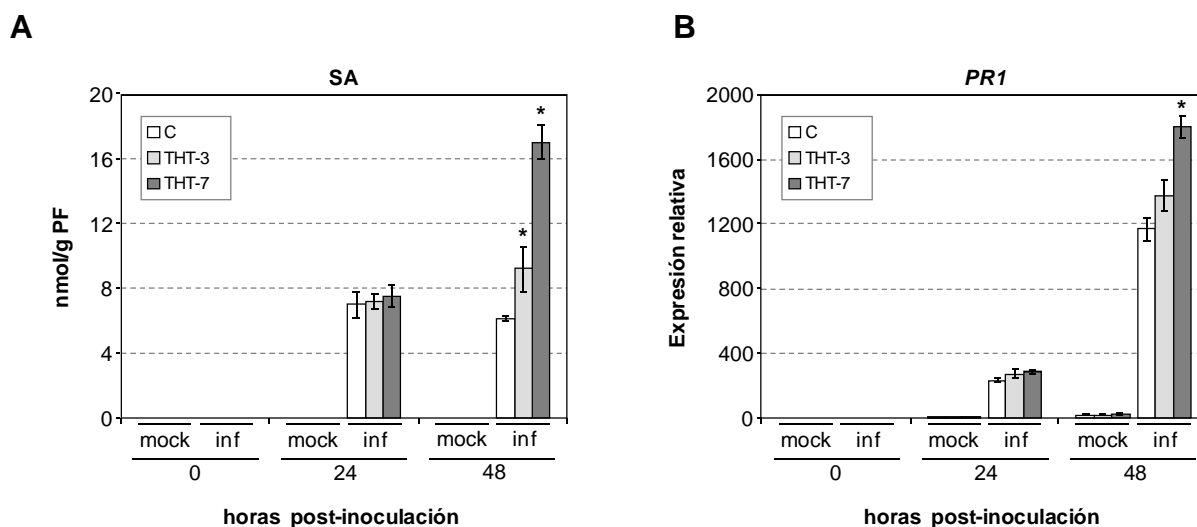 A
SA
20
16
12
8
4
0
nmol/g PF
C
THT-3
THT-7
*
*
mock inf mock inf mock inf
0 24 48
horas post-inoculación
B
PR1
2000
1600
1200
800
400
0
Expresión relativa
C
THT-3
THT-7
*
mock inf mock inf mock inf
0 24 48
horas post-inoculación